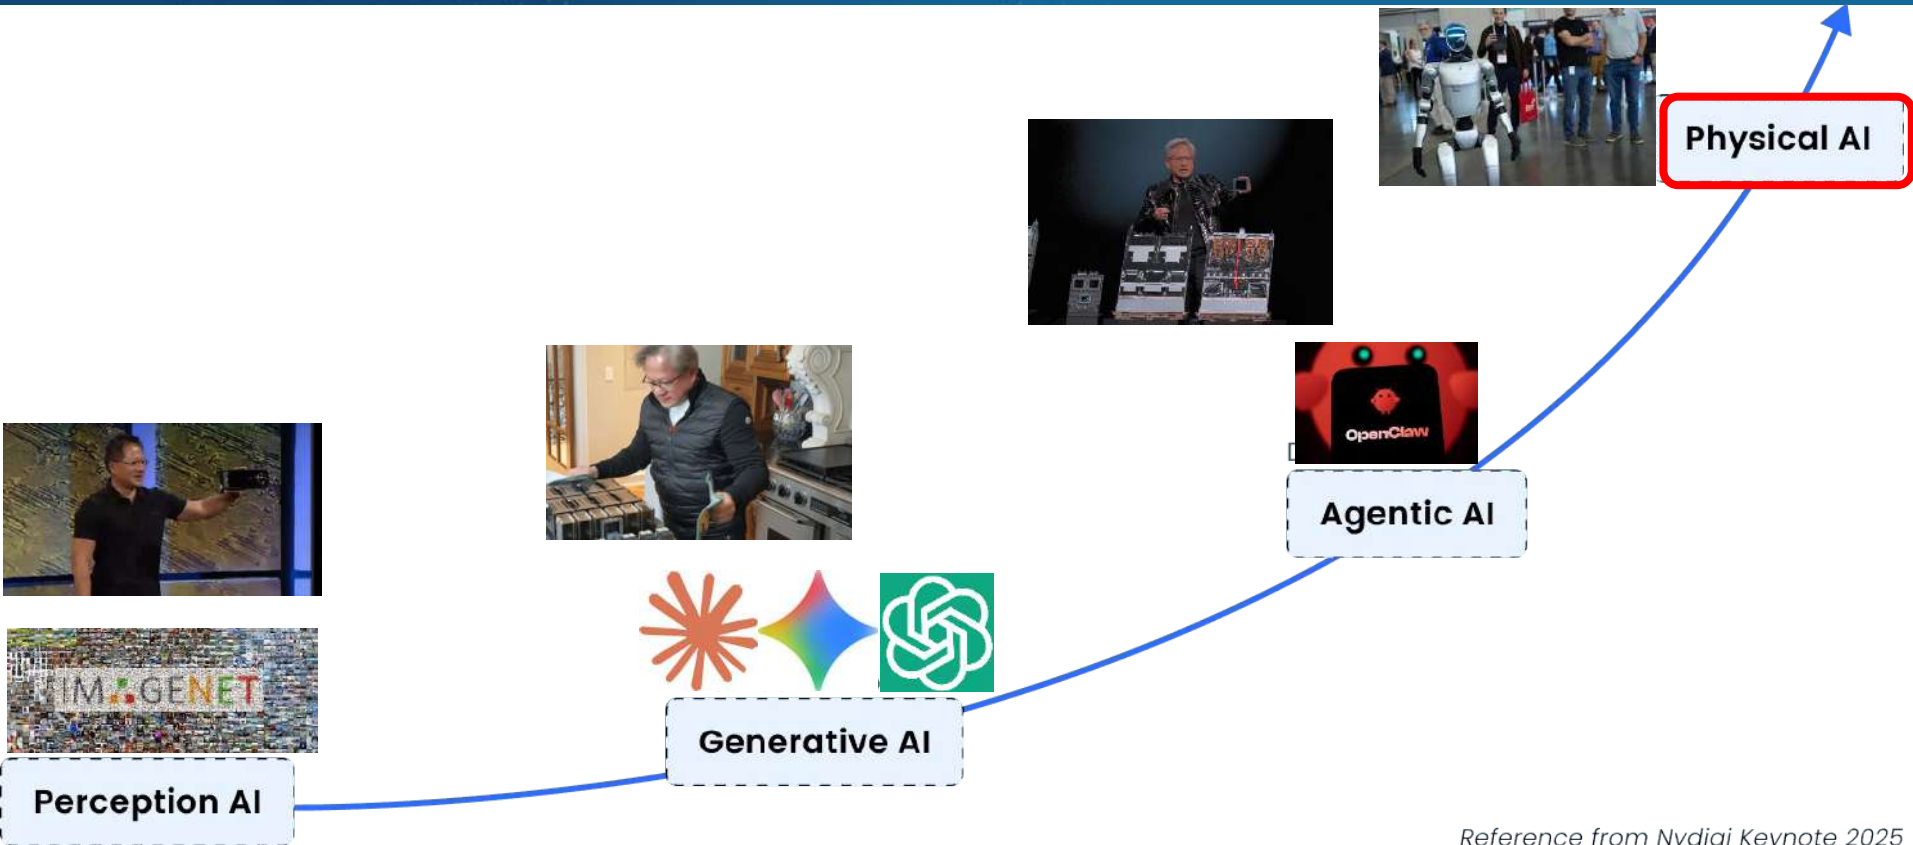 Physical AI
OpenClaw
Agentic AI
IMAGENET
Generative AI
Perception AI
Reference from Nvdiai Keynote 2025